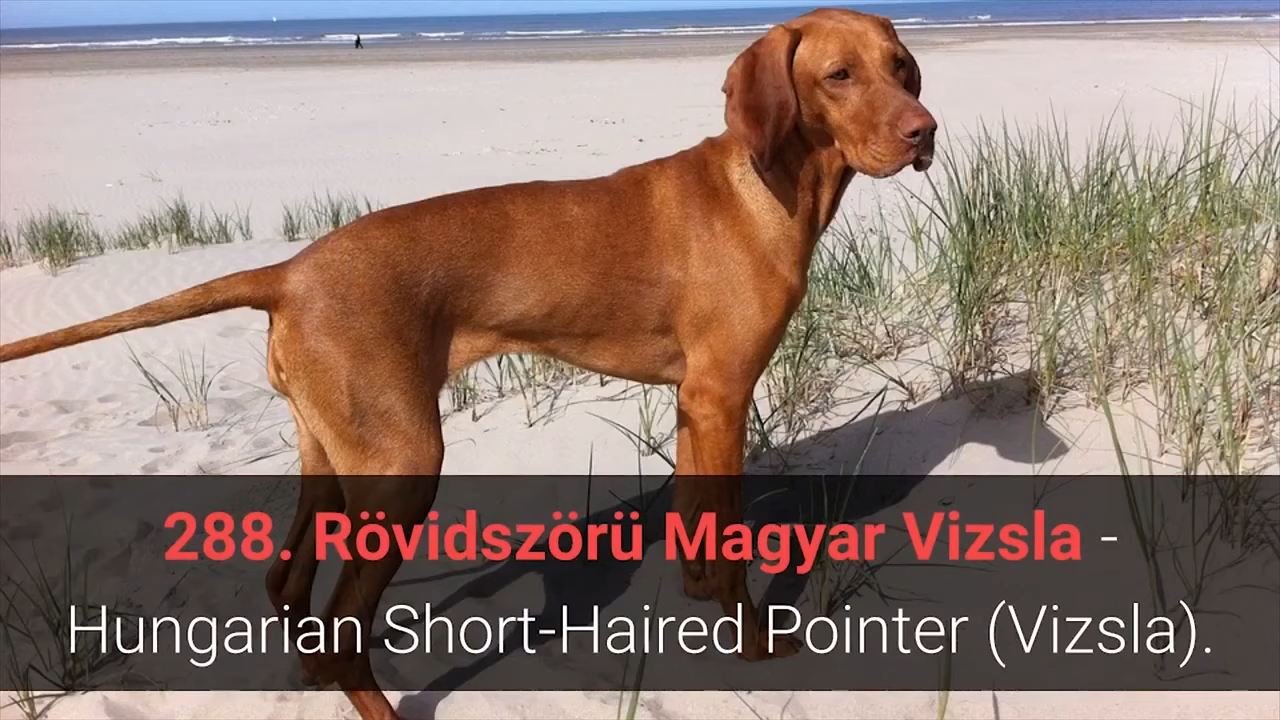 288. Rövidszörü Magyar Vizsla -
Hungarian Short-Haired Pointer (Vizsla).